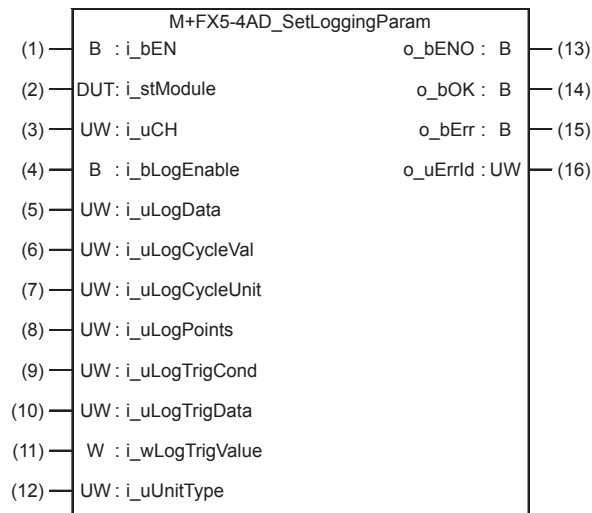 M+FX5-4AD_SetLoggingParam
(1) B : i_bEN o_bENO : B (13)
(2) DUT: i_stModule o_bOK : B (14)
(3) UW : i_uCH o_bErr : B (15)
(4) B : i_bLogEnable o_uErrId : UW (16)
(5) UW : i_uLogData
(6) UW : i_uLogCycleVal
(7) UW : i_uLogCycleUnit
(8) UW : i_uLogPoints
(9) UW : i_uLogTrigCond
(10) UW : i_uLogTrigData
(11) W : i_wLogTrigValue
(12) UW : i_uUnitType